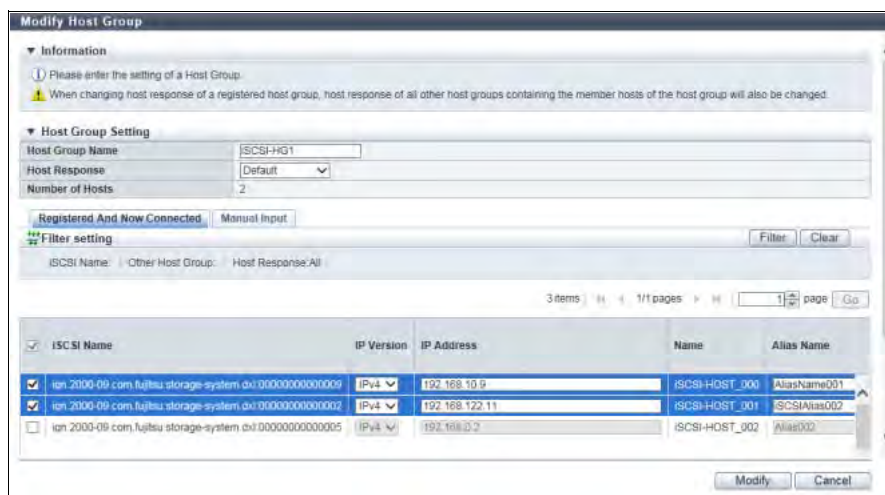 Modify Host Group
Information
Please enter the setting of a Host Group.
When changing host response of a registered host group, host response of all other host groups containing the member hosts of the host group will also be changed.
Host Group Setting
Host Group Name iSCSI-HG1
Host Response Default
Number of Hosts 2
Registered And Now Connected Manual Input
Filter setting Filter Clear
iSCSI Name: Other Host Group: Host Response:All
3 items 1/1 pages 1 page Go
iSCSI Name IP Version IP Address Name Alias Name
iqn.2000-09.com.fujitsu:storage-system.dxl:00000000000009 IPv4 192.168.10.9 iSCSI-HOST_000 AliasName001
iqn.2000-09.com.fujitsu:storage-system.dxl:00000000000002 IPv4 192.168.122.11 iSCSI-HOST_001 iSCSIAlias002
iqn.2000-09.com.fujitsu:storage-system.dxl:00000000000005 IPv4 192.168.0.2 iSCSI-HOST_002 Alias002
Modify Cancel